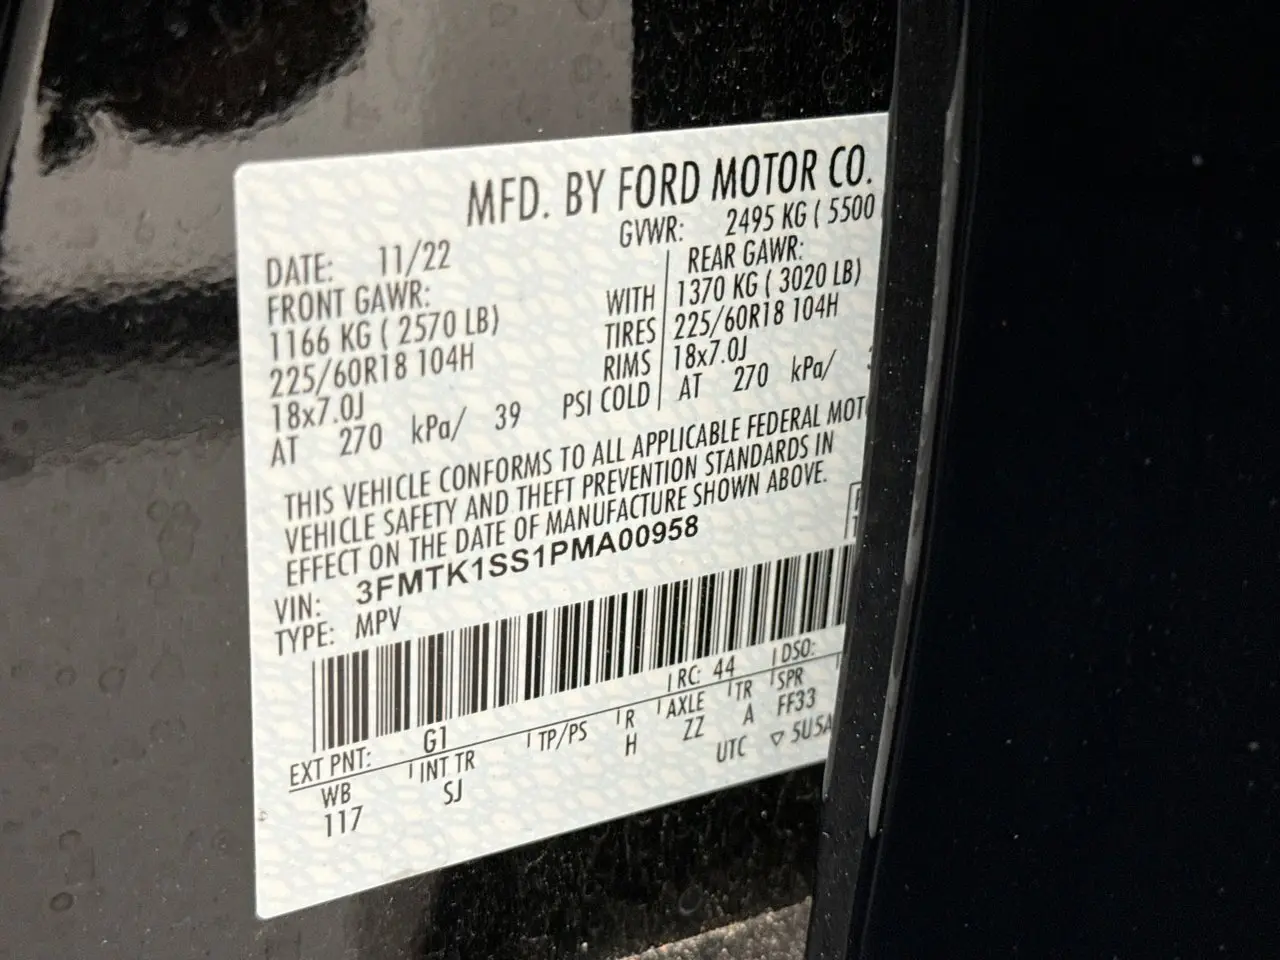 MFD. BY FORD MOTOR CO.
DATE: 11/22
GVWR: 2495 KG ( 5500
FRONT GAWR:
1166 KG ( 2570 LB)
225/60R18 104H
18x7.0J
AT 270 kPa/ 39
WITH
TIRES
RIMS
PSI COLD
REAR GAWR:
1370 KG ( 3020 LB)
225/60R18 104H
18x7.0J
AT 270 kPa/
THIS VEHICLE CONFORMS TO ALL APPLICABLE FEDERAL MOT
VEHICLE SAFETY AND THEFT PREVENTION STANDARDS IN
EFFECT ON THE DATE OF MANUFACTURE SHOWN ABOVE.
VIN: 3FMTK1SS1PMA00958
TYPE: MPV
EXT PNT: G1 RC: 44 DSO:
WB INT TR TP/PS R AXLE TR SPR
117 SJ H ZZ A FF33
UTC ▽ 5U5A